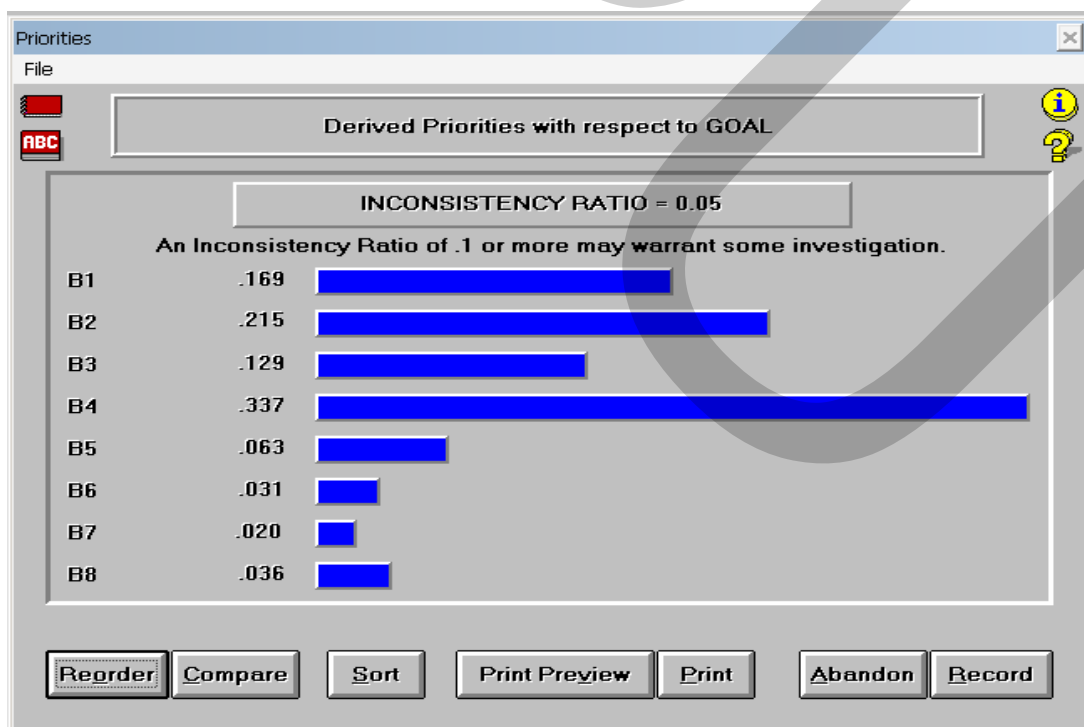 Priorities
File
ABC
Derived Priorities with respect to GOAL
INCONSISTENCY RATIO = 0.05
An Inconsistency Ratio of .1 or more may warrant some investigation.
B1 .169
B2 .215
B3 .129
B4 .337
B5 .063
B6 .031
B7 .020
B8 .036
Reorder Compare Sort Print Preview Print Abandon Record